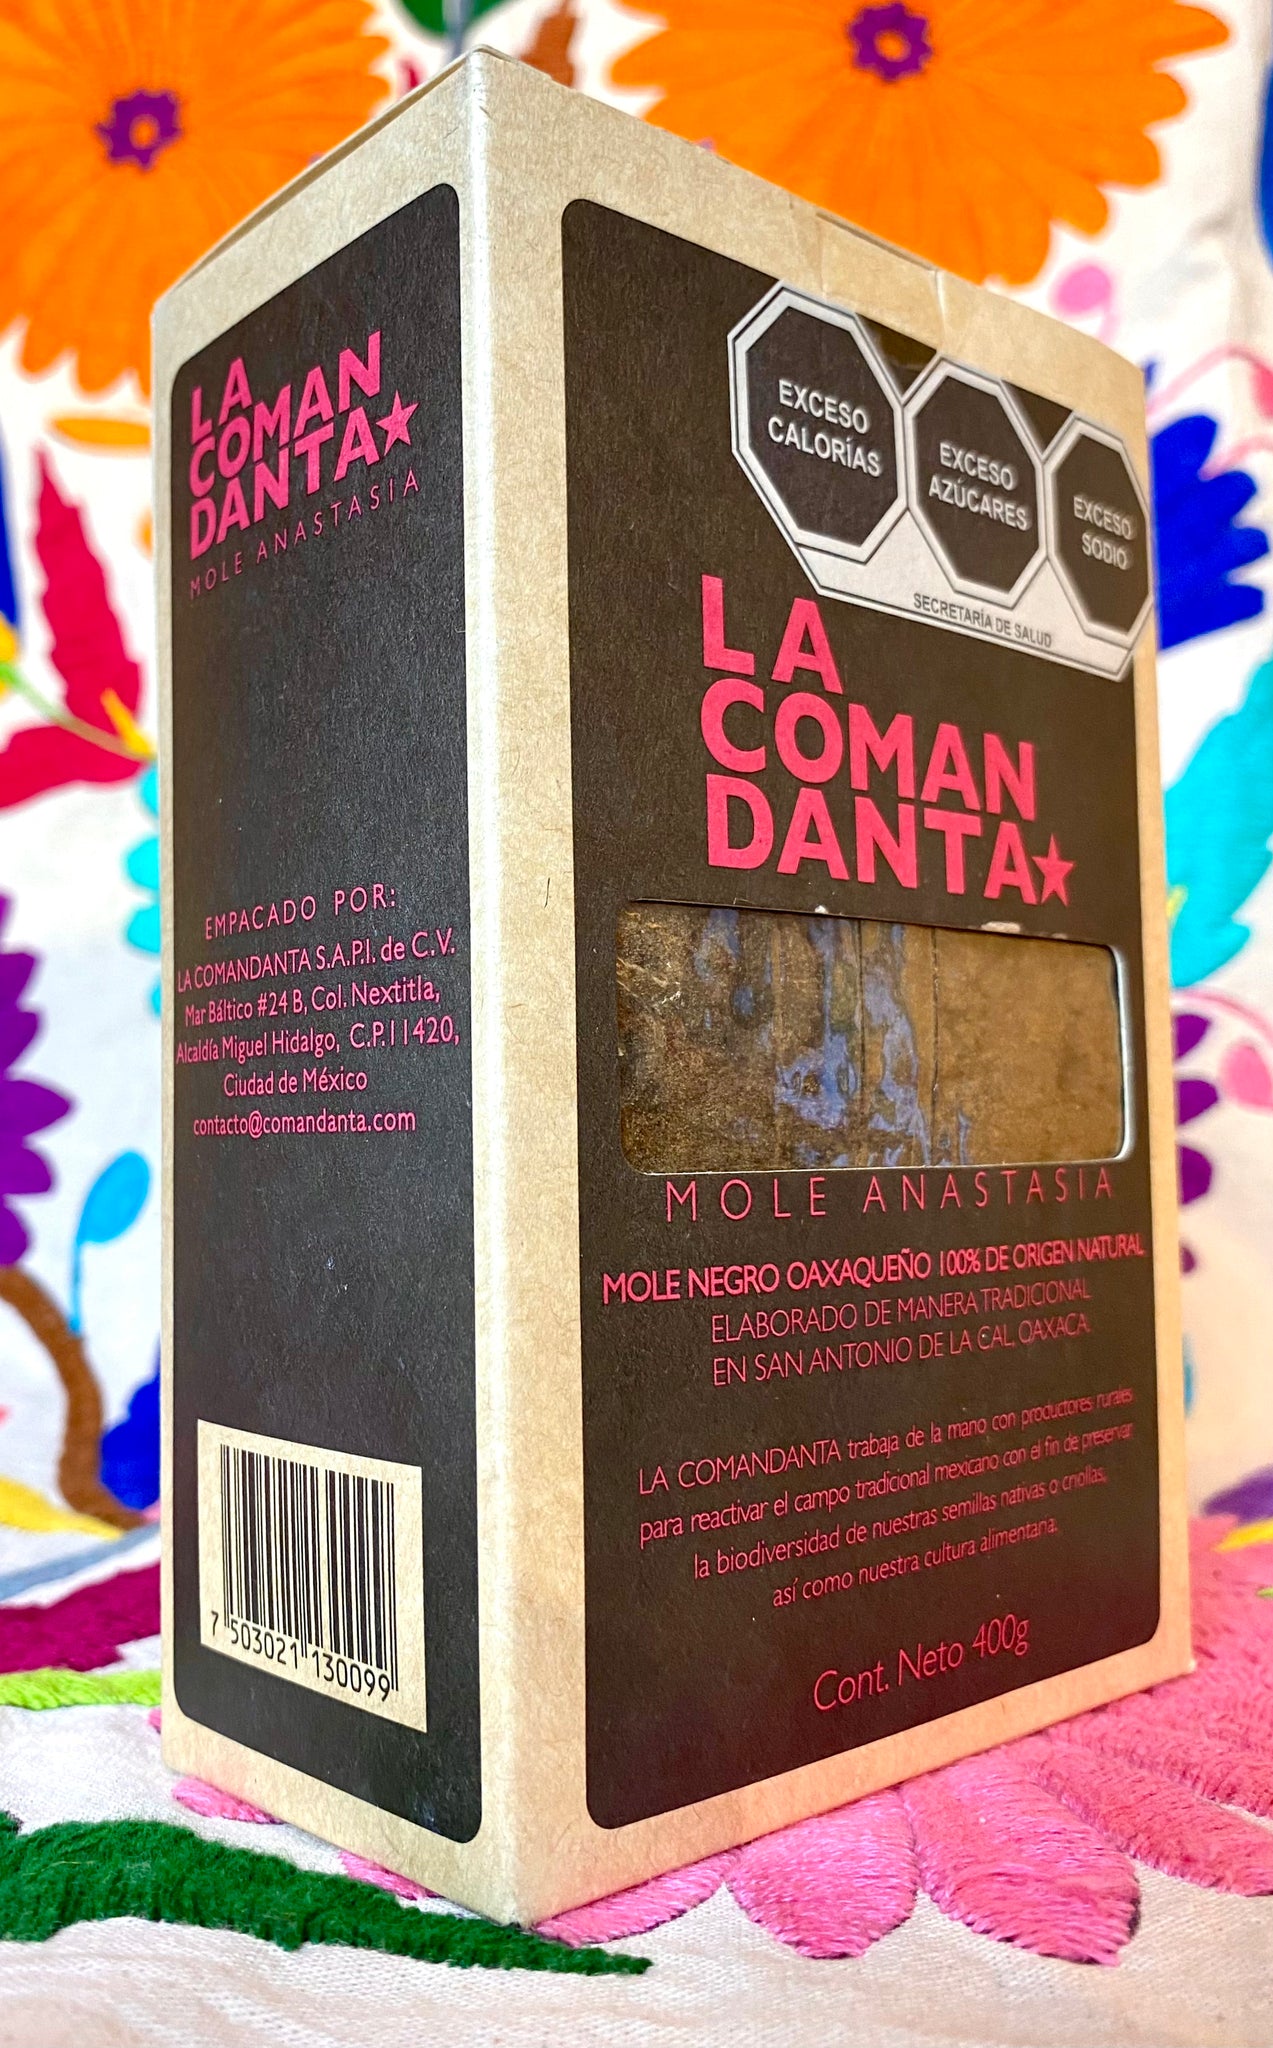 LA
COMAN
DANTA
MOLE ANASTASIA
EMPACADO POR:
LA COMANDANTA S.A.P.I. de C.V.
Mar Báltico #24 B, Col. Nextitla,
Alcaldía Miguel Hidalgo, C.P. 11420,
Ciudad de México
contacto@comandanta.com
7 503021 130099
EXCESO
CALORÍAS
EXCESO
AZÚCARES
EXCESO
SODIO
SECRETARÍA DE SALUD
LA
COMAN
DANTA
MOLE ANASTASIA
MOLE NEGRO OAXAQUEÑO 100% DE ORIGEN NATURAL
ELABORADO DE MANERA TRADICIONAL
EN SAN ANTONIO DE LA CAL, OAXACA.
LA COMANDANTA trabaja de la mano con productores rurales
para reactivar el campo tradicional mexicano con el fin de preservar
la biodiversidad de nuestras semillas nativas o criollas,
así como nuestra cultura alimentaria.
Cont. Neto 400g